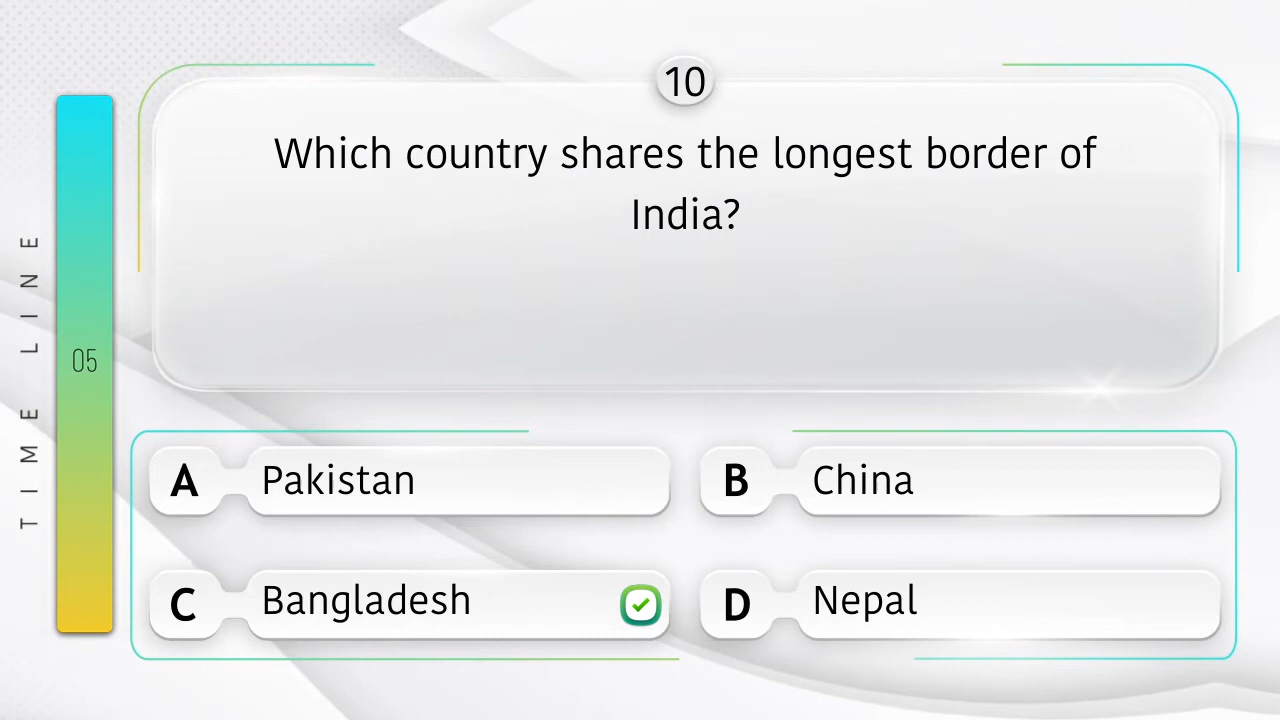 10
Which country shares the longest border of
India?
TIME LINE
05
A Pakistan
B China
C Bangladesh
D Nepal